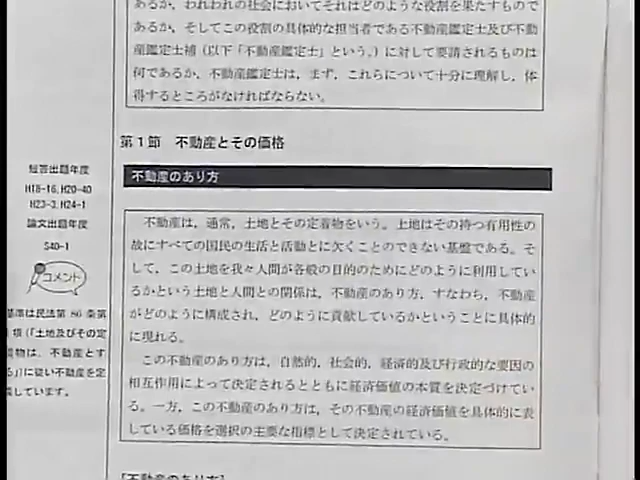 あるか、われわれの社会においてそれはどのような役割を果たすもので
あるか、そしてこの役割の具体的な担当者である不動産鑑定士及び不動
産鑑定士補（以下「不動産鑑定士」という。）に対して要請されるものは
何であるか、不動産鑑定士は、まず、これらについて十分に理解し、体
得するところがなければならない。
第1節　不動産とその価格
短答出題年度
H18-16, H20-40
H23-3, H24-1
論文出題年度
S40-1
コメント
基準は民法第 86 条第
項（「土地及びその定
着物は、不動産とす
る」）に従い不動産を定
義しています。
不動産のあり方
不動産は、通常、土地とその定着物をいう。土地はその持つ有用性の
故にすべての国民の生活と活動とに欠くことのできない基盤である。そ
して、この土地を我々人間が各般の目的のためにどのように利用してい
るかという土地と人間との関係は、不動産のあり方、すなわち、不動産
がどのように構成され、どのように貢献しているかということに具体的
に現れる。
この不動産のあり方は、自然的、社会的、経済的及び行政的な要因の
相互作用によって決定されるとともに経済価値の本質を決定づけてい
る。一方、この不動産のあり方は、その不動産の経済価値を具体的に表
している価格を選択の主要な指標として決定されている。
［不動産のあり方］